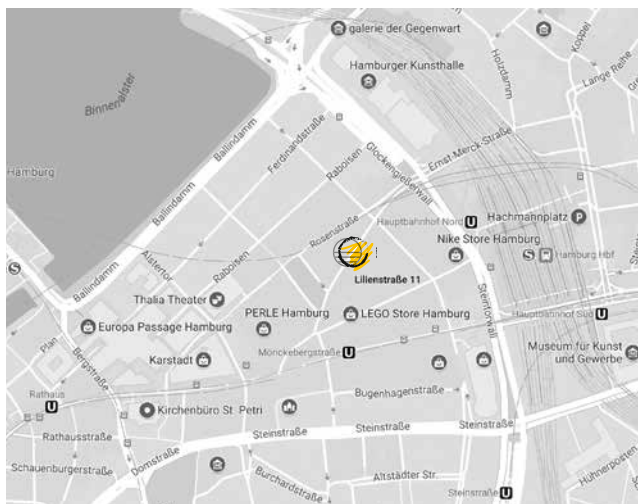 galerie der Gegenwart
Koppel
Holzdamm
Hamburger Kunsthalle
Lange Reihe
Binnenalster
Ballindamm
Ferdinandstraße
Raboisen
Glockengießerwall
Ernst-Merck-Straße
Hamburg
Ballindamm
Rosenstraße
Hauptbahnhof Nord U
Hachmannplatz P
Nike Store Hamburg
S Hamburg Hbf
Alstertor
Raboisen
S
Ballindamm
Lilienstraße 11
Thalia Theater
Steintorwall
PERLE Hamburg
LEGO Store Hamburg
Hauptbahnhof Süd U
Europa Passage Hamburg
Plan
Bergstraße
Karstadt
Mönckebergstraße U
Museum für Kunst
und Gewerbe
Rathaus
U
Bugenhagenstraße
Kirchenbüro St. Petri
Steinstraße
Steinstraße
Steinstraße
Rathausstraße
Domstraße
Schauenburgerstraße
Burchardstraße
Altstädter Str.
Hühnerposten
Steinstraße U